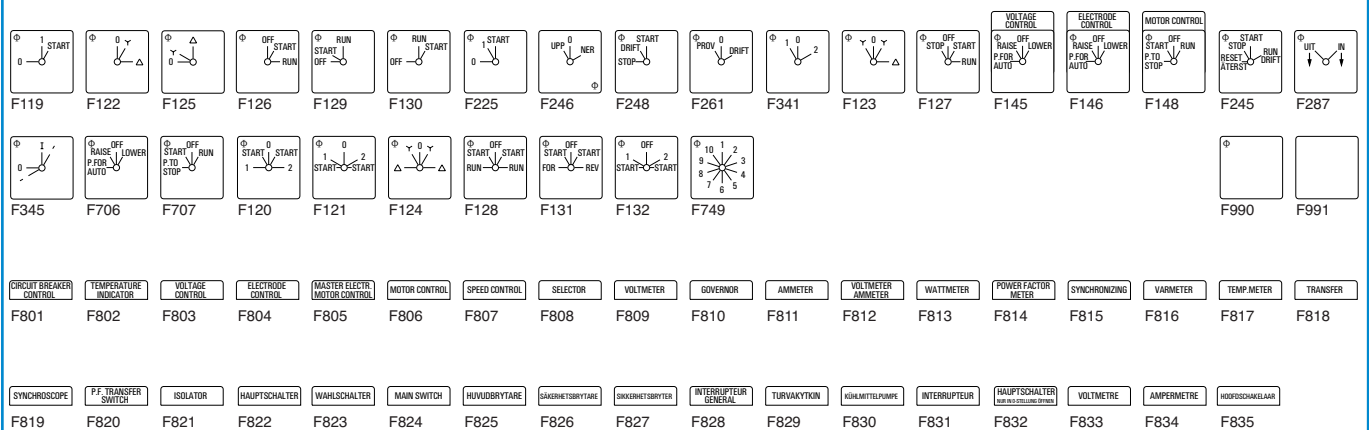 VOLTAGE CONTROL
ELECTRODE CONTROL
MOTOR CONTROL
1 START 0
0 Y Δ
Δ Y 0
OFF START RUN
RUN START OFF
RUN START OFF
START 1 0
UPP 0 NER
START DRIFT STOP
PROV 0 DRIFT
1 0 2
Y 0 Y Δ
OFF STOP START RUN
OFF RAISE LOWER P.FOR AUTO
OFF RAISE LOWER P.FOR AUTO
OFF START RUN P.TO STOP
START STOP RUN RESET DRIFT ÅTERST
UIT IN
F119 F122 F125 F126 F129 F130 F225 F246 F248 F261 F341 F123 F127 F145 F146 F148 F245 F287
I 0
OFF RAISE LOWER P.FOR AUTO
OFF START RUN P.TO STOP
0 START START 1 2
0 1 2 START START
Y 0 Y Δ Δ
OFF START START RUN RUN
OFF START START FOR REV
OFF 1 2 START START
1 2 3 4 5 6 7 8 9 10
F345 F706 F707 F120 F121 F124 F128 F131 F132 F749 F990 F991
CIRCUIT BREAKER CONTROL
TEMPERATURE INDICATOR
VOLTAGE CONTROL
ELECTRODE CONTROL
MASTER ELECTR. MOTOR CONTROL
MOTOR CONTROL
SPEED CONTROL
SELECTOR
VOLTMETER
GOVERNOR
AMMETER
VOLTMETER AMMETER
WATTMETER
POWER FACTOR METER
SYNCHRONIZING
VARMETER
TEMP.METER
TRANSFER
F801 F802 F803 F804 F805 F806 F807 F808 F809 F810 F811 F812 F813 F814 F815 F816 F817 F818
SYNCHROSCOPE
P.F. TRANSFER SWITCH
ISOLATOR
HAUPTSCHALTER
WAHLSCHALTER
MAIN SWITCH
HUVUDBRYTARE
SÄKERHETSBRYTARE
SIKKERHETSBRYTER
INTERRUPTEUR GENERAL
TURVAKYTKIN
KÜHLMITTELPUMPE
INTERRUPTEUR
HAUPTSCHALTER
NUR IN 0-STELLUNG ÖFFNEN
VOLTMETRE
AMPERMETRE
HOOFDSCHAKELAAR
F819 F820 F821 F822 F823 F824 F825 F826 F827 F828 F829 F830 F831 F832 F833 F834 F835